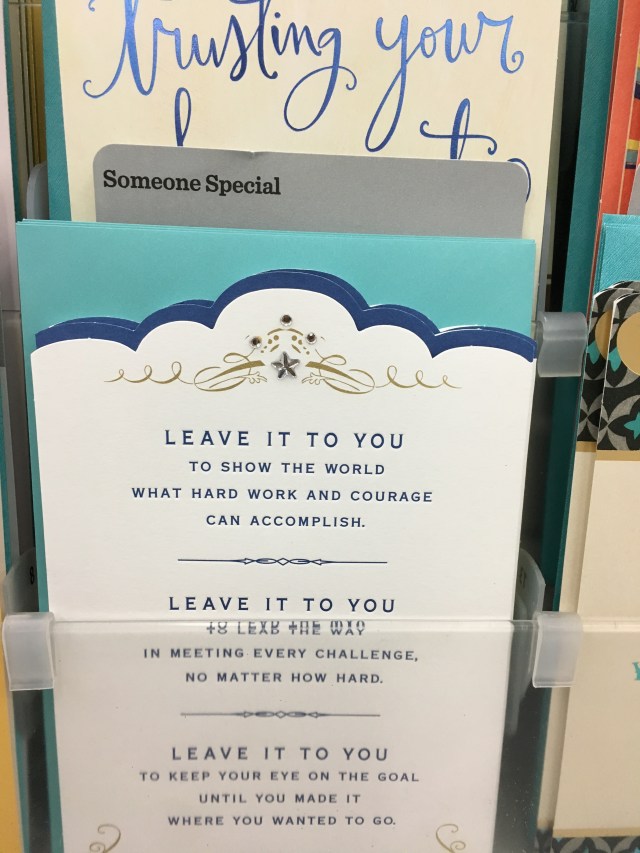 trusting your
Someone Special
LEAVE IT TO YOU
TO SHOW THE WORLD
WHAT HARD WORK AND COURAGE
CAN ACCOMPLISH.
LEAVE IT TO YOU
TO LEAD THE WAY
IN MEETING EVERY CHALLENGE,
NO MATTER HOW HARD.
LEAVE IT TO YOU
TO KEEP YOUR EYE ON THE GOAL
UNTIL YOU MADE IT
WHERE YOU WANTED TO GO.